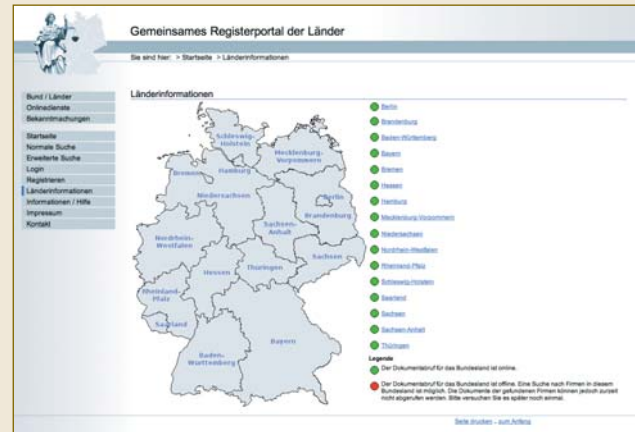 Gemeinsames Registerportal der Länder
Sie sind hier: > Startseite > Länderinformationen
Bund / Länder
Onlinedienste
Bekanntmachungen
Startseite
Normale Suche
Erweiterte Suche
Login
Registrieren
Länderinformationen
Informationen / Hilfe
Impressum
Kontakt
Länderinformationen
Schleswig-
Holstein
Mecklenburg-
Vorpommern
Hamburg
Bremen
Niedersachsen
Berlin
Brandenburg
Sachsen-
Anhalt
Nordrhein-
Westfalen
Sachsen
Thüringen
Hessen
Rheinland-
Pfalz
Saarland
Bayern
Baden-
Württemberg
Berlin
Brandenburg
Baden-Württemberg
Bayern
Bremen
Hessen
Hamburg
Mecklenburg-Vorpommern
Niedersachsen
Nordrhein-Westfalen
Rheinland-Pfalz
Schleswig-Holstein
Saarland
Sachsen
Sachsen-Anhalt
Thüringen
Legende
Der Dokumentabruf für das Bundesland ist online.
Der Dokumentabruf für das Bundesland ist offline. Eine Suche nach Firmen in diesem
Bundesland ist möglich. Die Dokumente der gefundenen Firmen können jedoch zurzeit
nicht abgerufen werden. Bitte versuchen Sie es später noch einmal.
Seite drucken - zum Anfang